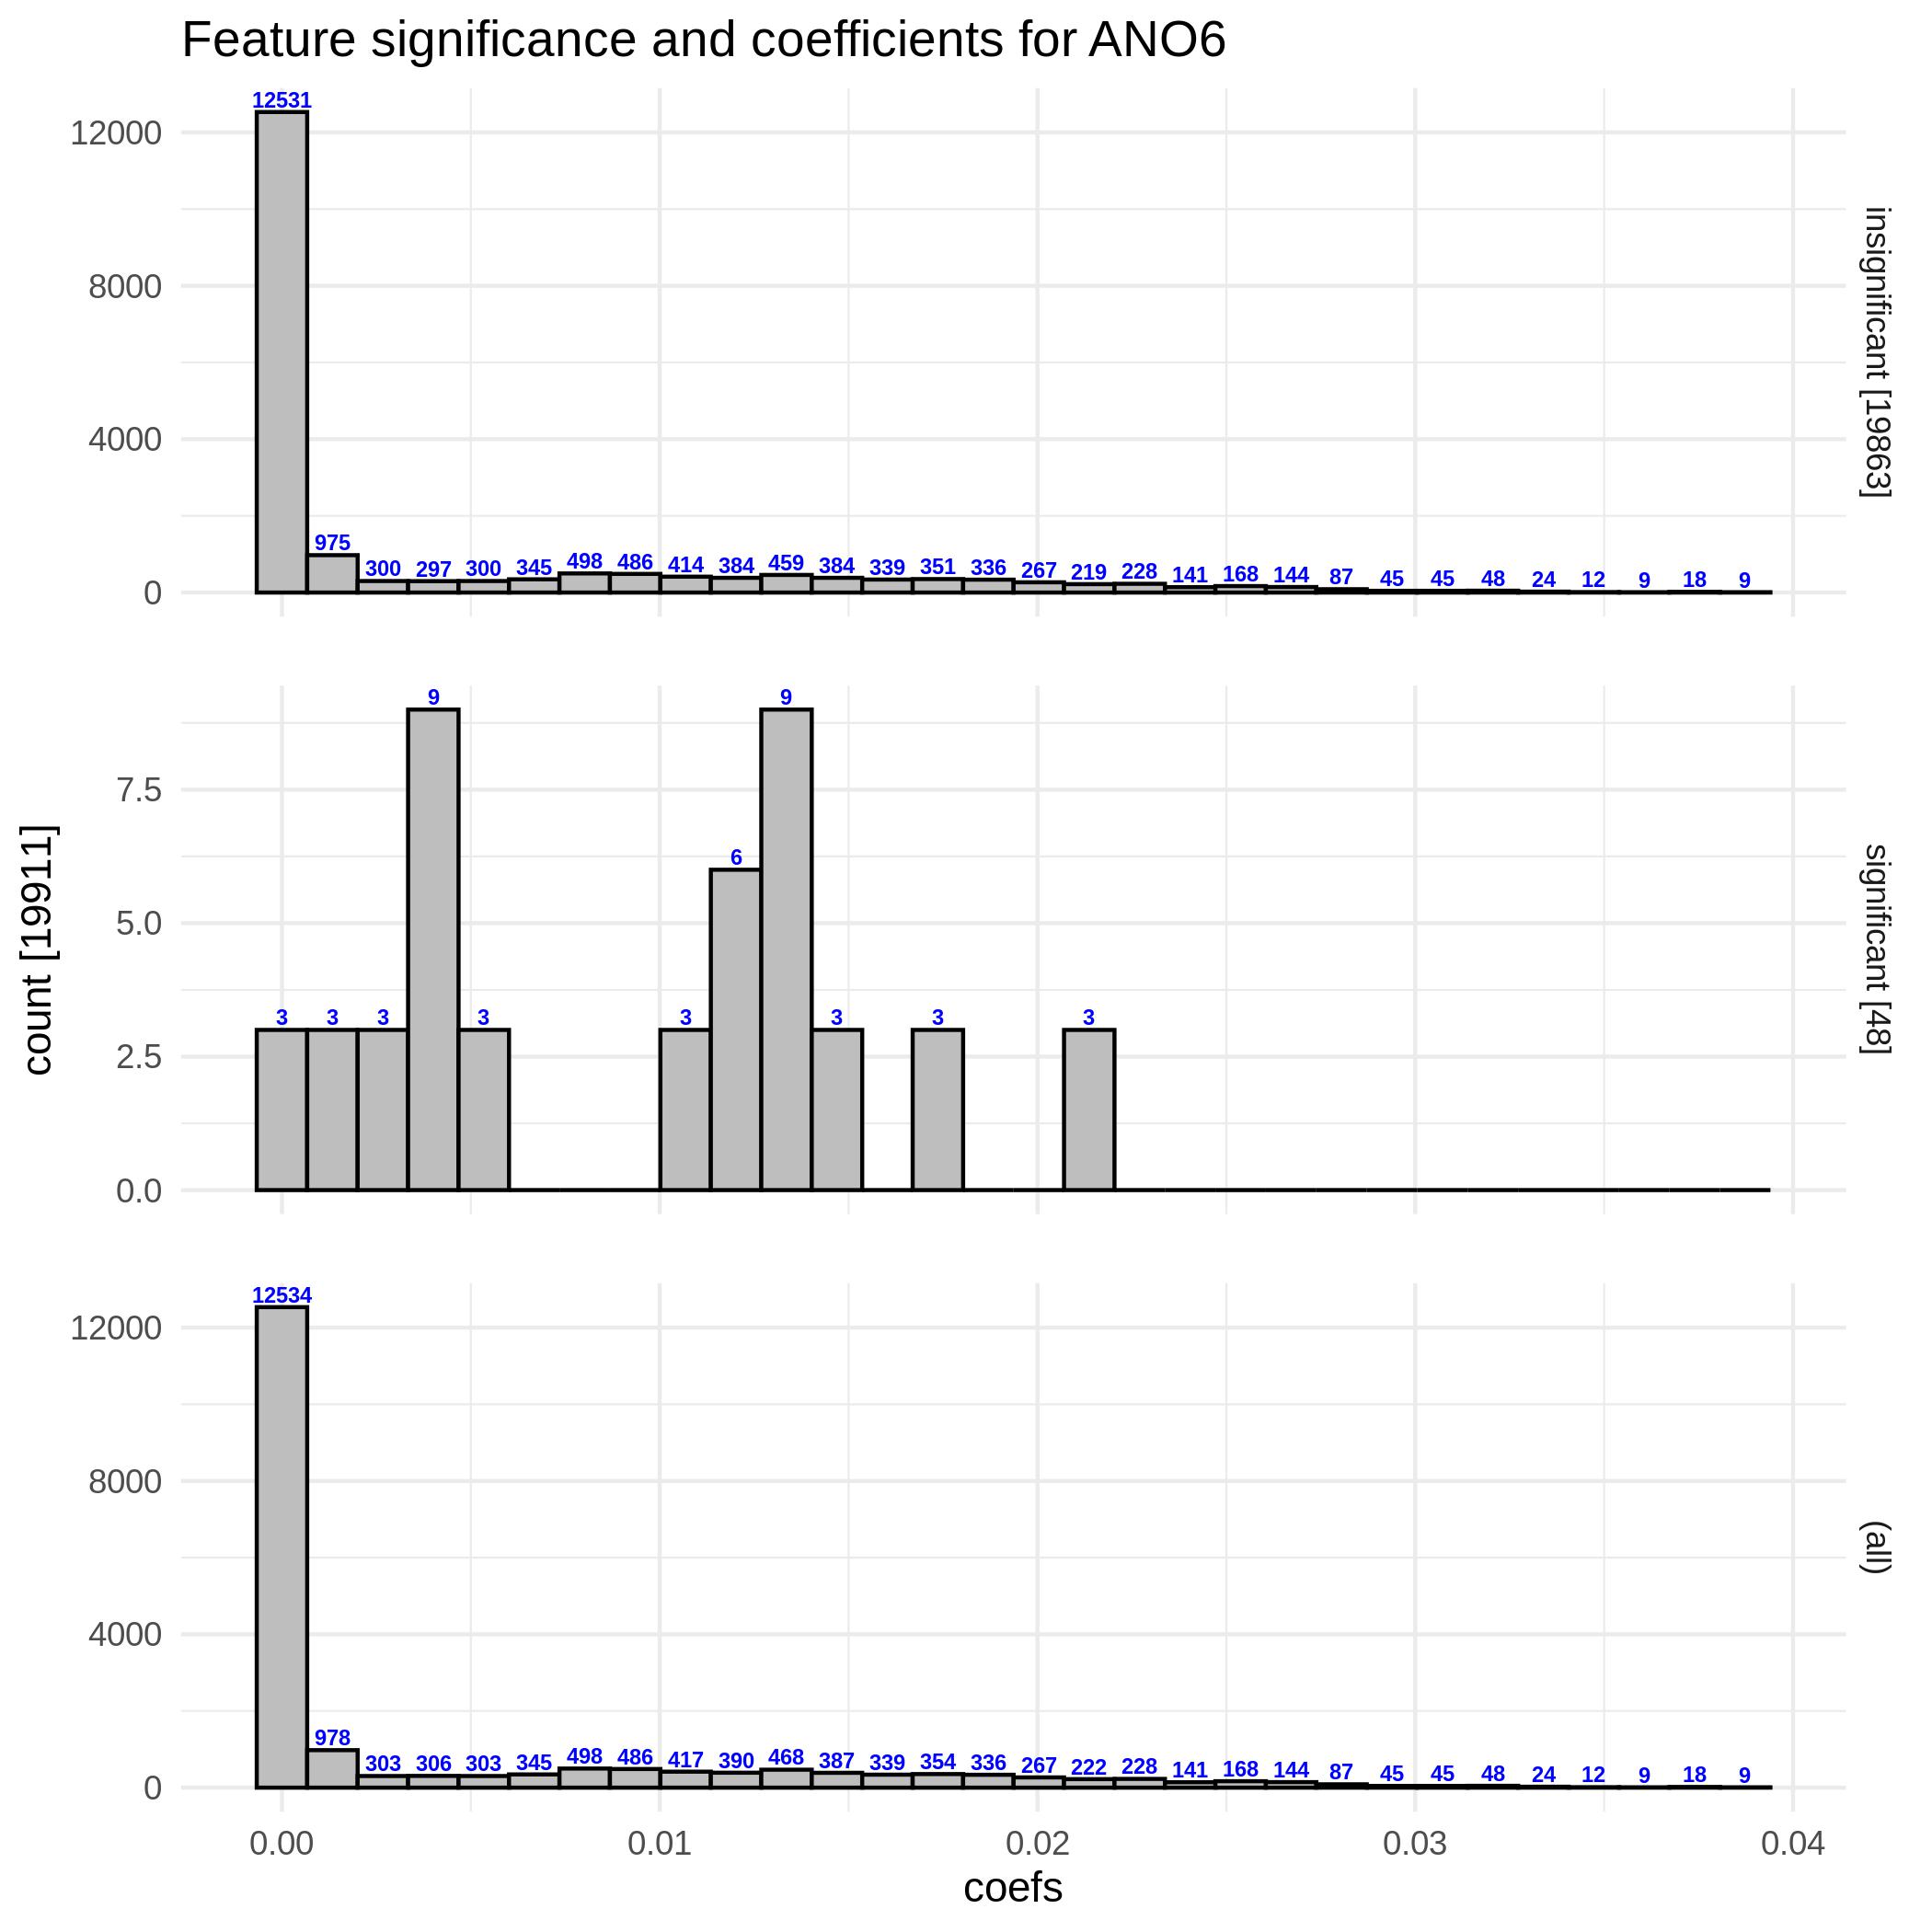 Feature significance and coefficients for ANO6
12531
12000
8000
4000
0
975 300 297 300 345 498 486 414 384 459 384 339 351 336 267 219 228 141 168 144 87 45 45 48 24 12 9 18 9
insignificant [19863]
count [19911]
7.5
5.0
2.5
0.0
3 3 3 9 3 3 6 9 3 3 3
significant [48]
12534
12000
8000
4000
0
978 303 306 303 345 498 486 417 390 468 387 339 354 336 267 222 228 141 168 144 87 45 45 48 24 12 9 18 9
(all)
0.00 0.01 0.02 0.03 0.04
coefs